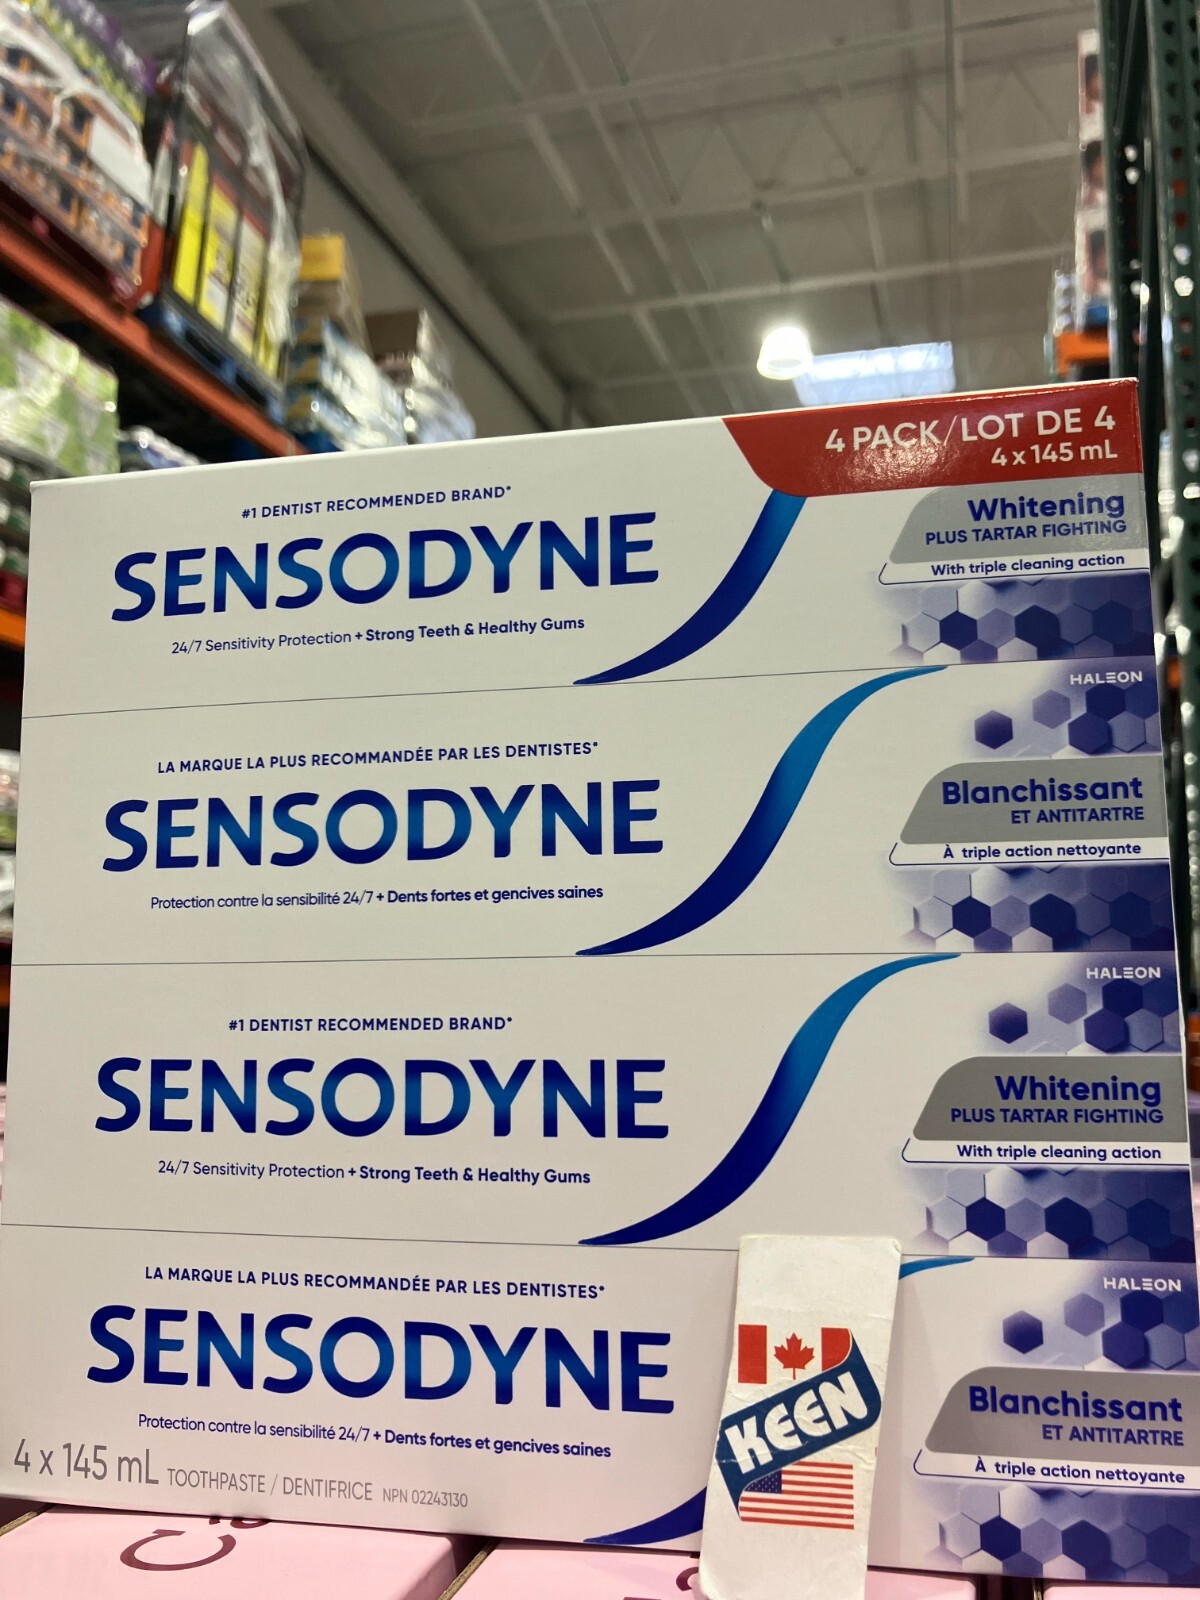 4 PACK/LOT DE 4
4 x 145 mL
#1 DENTIST RECOMMENDED BRAND*
SENSODYNE
24/7 Sensitivity Protection + Strong Teeth & Healthy Gums
Whitening
PLUS TARTAR FIGHTING
With triple cleaning action
HALEON
LA MARQUE LA PLUS RECOMMANDÉE PAR LES DENTISTES*
SENSODYNE
Protection contre la sensibilité 24/7 + Dents fortes et gencives saines
Blanchissant
ET ANTITARTRE
À triple action nettoyante
HALEON
#1 DENTIST RECOMMENDED BRAND*
SENSODYNE
24/7 Sensitivity Protection + Strong Teeth & Healthy Gums
Whitening
PLUS TARTAR FIGHTING
With triple cleaning action
HALEON
LA MARQUE LA PLUS RECOMMANDÉE PAR LES DENTISTES*
SENSODYNE
Protection contre la sensibilité 24/7 + Dents fortes et gencives saines
Blanchissant
ET ANTITARTRE
À triple action nettoyante
4 x 145 mL TOOTHPASTE / DENTIFRICE NPN 02243130
KEEN